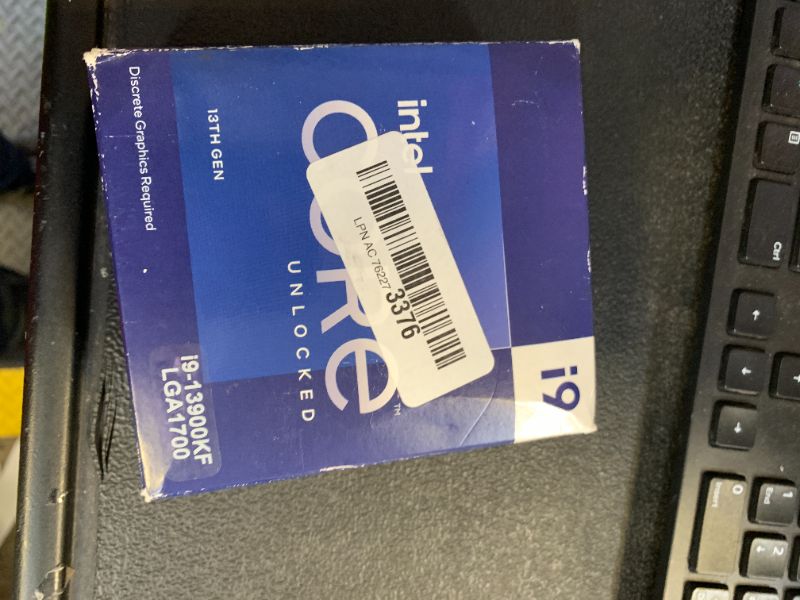 intel
CORE
™
UNLOCKED
13TH GEN
Discrete Graphics Required
i9
i9-13900KF
LGA1700
LPN AC 76227 3376
Ctrl
0
Insert
1
End
2